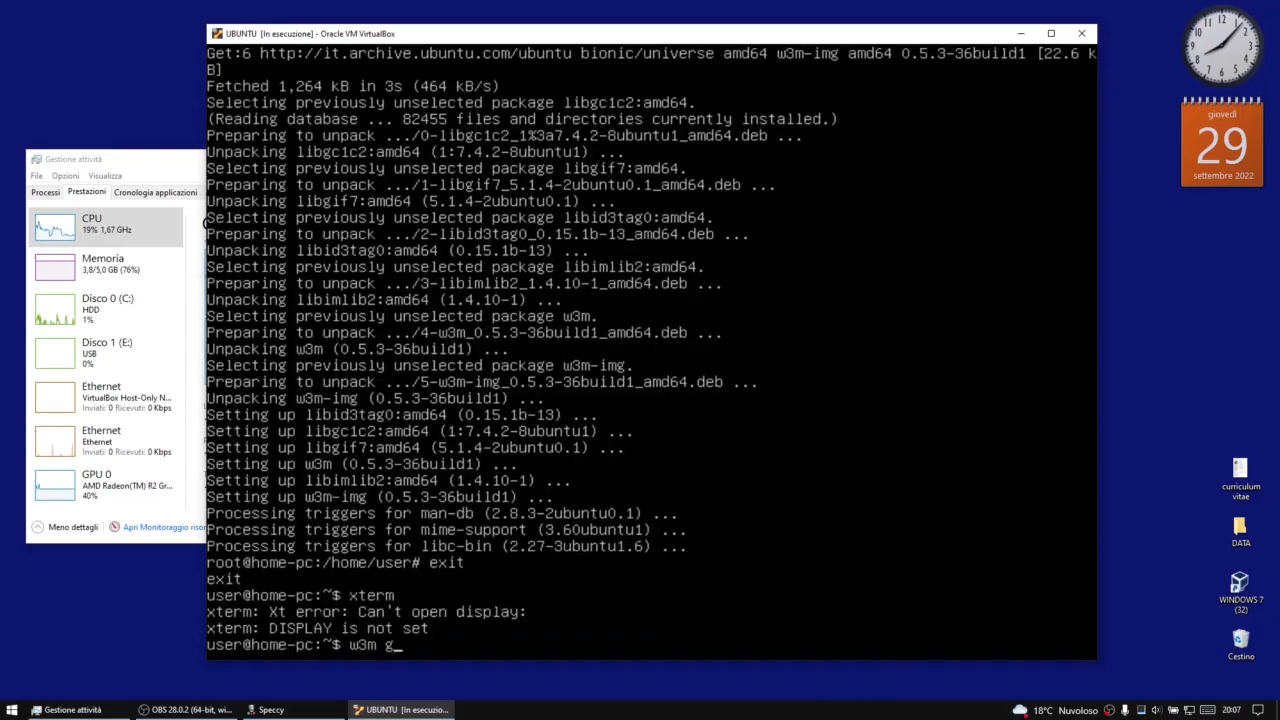 UBUNTU [In esecuzione] - Oracle VM VirtualBox
Get:6 http://it.archive.ubuntu.com/ubuntu bionic/universe amd64 w3m-img amd64 0.5.3-36build1 [22.6 k
B]
Fetched 1,264 kB in 3s (464 kB/s)
Selecting previously unselected package libgc1c2:amd64.
(Reading database ... 82455 files and directories currently installed.)
Preparing to unpack .../0-libgc1c2_1%3a7.4.2-8ubuntu1_amd64.deb ...
Unpacking libgc1c2:amd64 (1:7.4.2-8ubuntu1) ...
Selecting previously unselected package libgif7:amd64.
Preparing to unpack .../1-libgif7_5.1.4-2ubuntu0.1_amd64.deb ...
Unpacking libgif7:amd64 (5.1.4-2ubuntu0.1) ...
Selecting previously unselected package libid3tag0:amd64.
Preparing to unpack .../2-libid3tag0_0.15.1b-13_amd64.deb ...
Unpacking libid3tag0:amd64 (0.15.1b-13) ...
Selecting previously unselected package libimlib2:amd64.
Preparing to unpack .../3-libimlib2_1.4.10-1_amd64.deb ...
Unpacking libimlib2:amd64 (1.4.10-1) ...
Selecting previously unselected package w3m.
Preparing to unpack .../4-w3m_0.5.3-36build1_amd64.deb ...
Unpacking w3m (0.5.3-36build1) ...
Selecting previously unselected package w3m-img.
Preparing to unpack .../5-w3m-img_0.5.3-36build1_amd64.deb ...
Unpacking w3m-img (0.5.3-36build1) ...
Setting up libid3tag0:amd64 (0.15.1b-13) ...
Setting up libgc1c2:amd64 (1:7.4.2-8ubuntu1) ...
Setting up libgif7:amd64 (5.1.4-2ubuntu0.1) ...
Setting up w3m (0.5.3-36build1) ...
Setting up libimlib2:amd64 (1.4.10-1) ...
Setting up w3m-img (0.5.3-36build1) ...
Processing triggers for man-db (2.8.3-2ubuntu0.1) ...
Processing triggers for mime-support (3.60ubuntu1) ...
Processing triggers for libc-bin (2.27-3ubuntu1.6) ...
root@home-pc:/home/user# exit
exit
user@home-pc:~$ xterm
xterm: Xt error: Can't open display:
xterm: DISPLAY is not set
user@home-pc:~$ w3m g_
Gestione attività
File Opzioni Visualizza
Processi Prestazioni Cronologia applicazioni
CPU
19% 1,67 GHz
Memoria
3,8/5,0 GB (76%)
Disco 0 (C:)
HDD
1%
Disco 1 (E:)
USB
0%
Ethernet
VirtualBox Host-Only N...
Inviati: 0 Ricevuti: 0 Kbps
Ethernet
Ethernet
Inviati: 0 Ricevuti: 0 Kbps
GPU 0
AMD Radeon(TM) R2 Gr...
40%
Meno dettagli Apri Monitoraggio risor
12 1 2 3 4 5 6 7 8 9 10 11
giovedì
29
settembre 2022
curriculum
vitae
DATA
WINDOWS 7
(32)
Cestino
Gestione attività OBS 28.0.2 (64-bit, wi... Speccy UBUNTU [In esecuzio... 18°C Nuvoloso 20:07